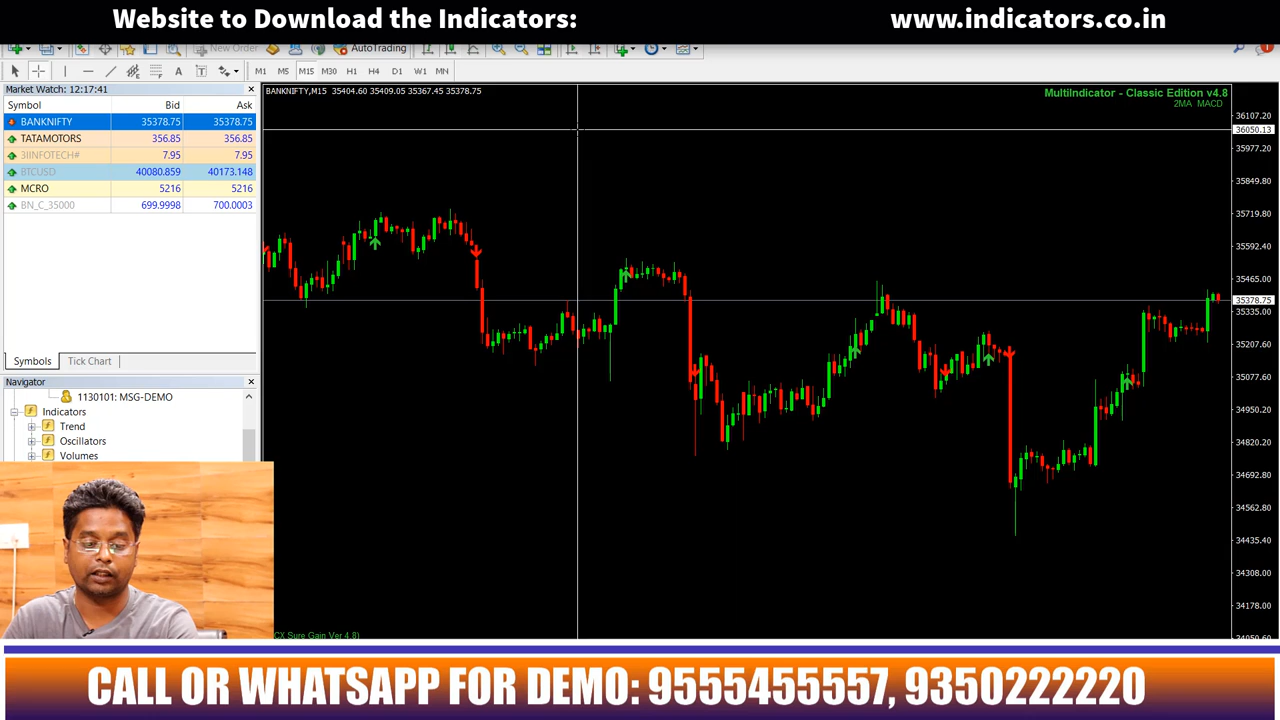 Website to Download the Indicators:
www.indicators.co.in
New Order
AutoTrading
M1 M5 M15 M30 H1 H4 D1 W1 MN
Market Watch: 12:17:41
Symbol Bid Ask
BANKNIFTY 35378.75 35378.75
TATAMOTORS 356.85 356.85
3IINFOTECH# 7.95 7.95
BTCUSD 40080.859 40173.148
MCRO 5216 5216
BN_C_35000 699.9998 700.0003
Symbols Tick Chart
Navigator
1130101: MSG-DEMO
Indicators
Trend
Oscillators
Volumes
BANKNIFTY,M15 35404.60 35409.05 35367.45 35378.75
MultiIndicator - Classic Edition v4.8
2MA MACD
36107.20
36050.13
35977.20
35849.80
35719.80
35592.40
35465.00
35378.75
35335.00
35207.60
35077.60
34950.20
34820.20
34692.80
34562.80
34435.40
34308.00
34178.00
34050.60
CX Sure Gain Ver 4.8)
CALL OR WHATSAPP FOR DEMO: 9555455557, 9350222220